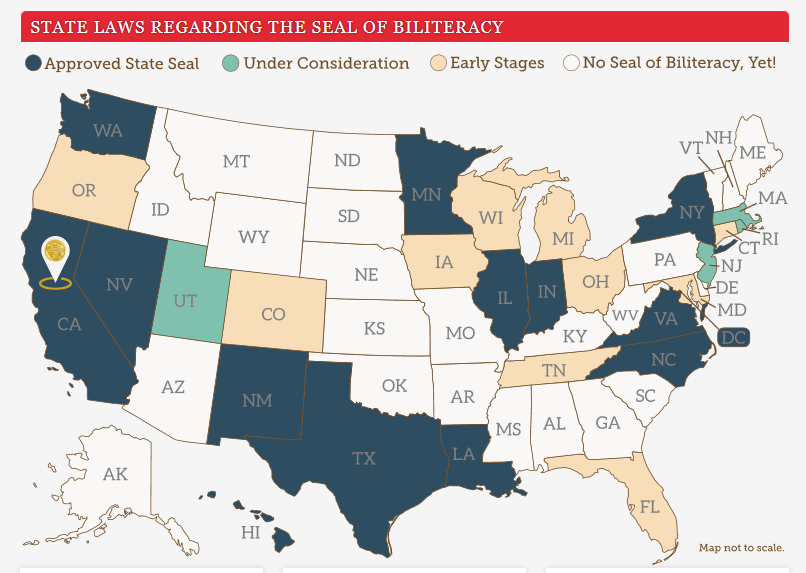 STATE LAWS REGARDING THE SEAL OF BILITERACY
Approved State Seal Under Consideration Early Stages No Seal of Biliteracy, Yet!
WA
MT
ND
MN
VT
NH
ME
OR
ID
SD
WI
MI
NY
MA
WY
RI
CT
IA
PA
NE
NJ
NV
UT
CO
IL
IN
OH
DE
MD
WV
VA
DC
CA
KS
MO
KY
NC
TN
AZ
NM
OK
AR
SC
MS
AL
GA
TX
LA
AK
FL
HI
Map not to scale.